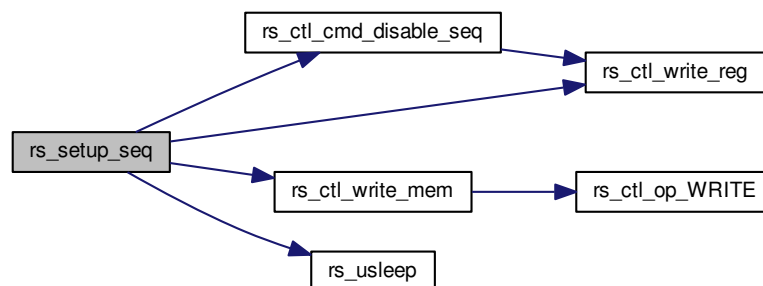 rs_ctl_cmd_disable_seq
rs_ctl_write_reg
rs_setup_seq
rs_ctl_write_mem
rs_ctl_op_WRITE
rs_usleep